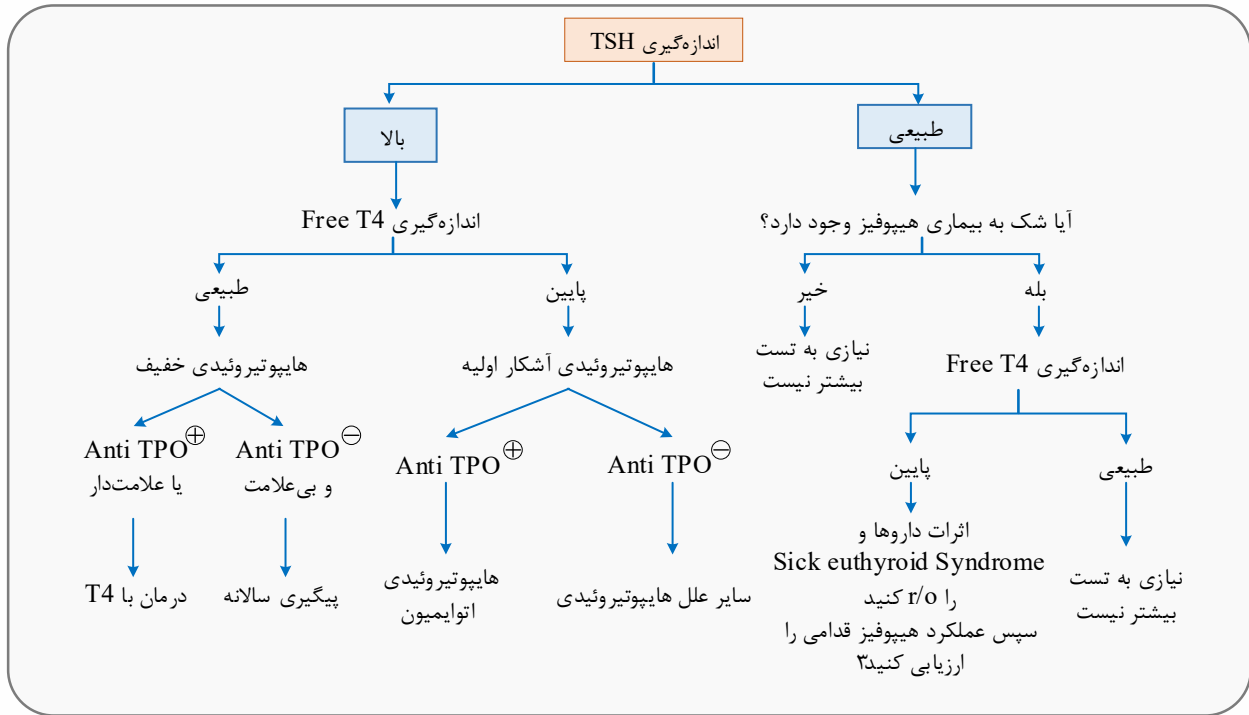 اندازه‌گیری TSH
طبیعی
بالا
آیا شک به بیماری هیپوفیز وجود دارد؟
اندازه‌گیری Free T4
بله
خیر
پایین
طبیعی
اندازه‌گیری Free T4
نیازی به تست
بیشتر نیست
هایپوتیروئیدی آشکار اولیه
هایپوتیروئیدی خفیف
طبیعی
پایین
Anti TPO⊖
Anti TPO⊕
Anti TPO⊖
و بی‌علامت
Anti TPO⊕
یا علامت‌دار
نیازی به تست
بیشتر نیست
اثرات داروها و
Sick euthyroid Syndrome
را r/o کنید
سپس عملکرد هیپوفیز قدامی را
ارزیابی کنید۳
سایر علل هایپوتیروئیدی
هایپوتیروئیدی
اتوایمیون
پیگیری سالانه
درمان با T4